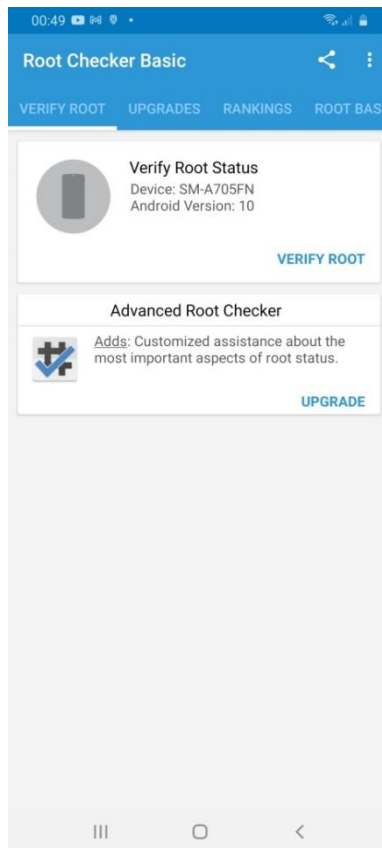 00:49
Root Checker Basic
VERIFY ROOT UPGRADES RANKINGS ROOT BAS
Verify Root Status
Device: SM-A705FN
Android Version: 10
VERIFY ROOT
Advanced Root Checker
Adds: Customized assistance about the
most important aspects of root status.
UPGRADE